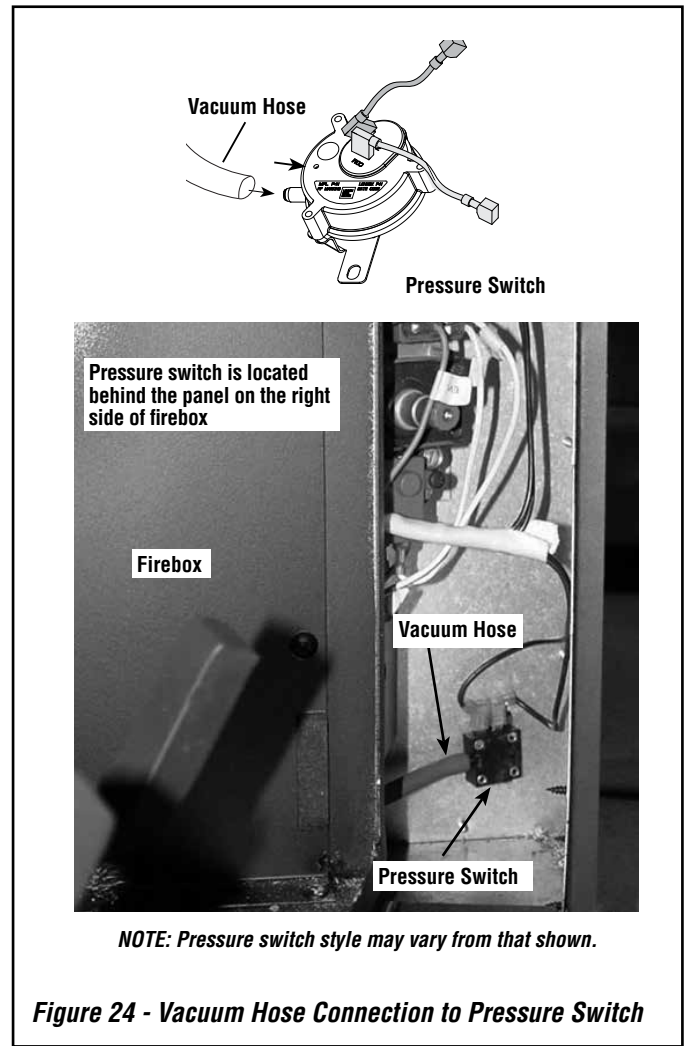 Vacuum Hose
Pressure Switch
Pressure switch is located
behind the panel on the right
side of firebox
Firebox
Vacuum Hose
Pressure Switch
NOTE: Pressure switch style may vary from that shown.
Figure 24 - Vacuum Hose Connection to Pressure Switch